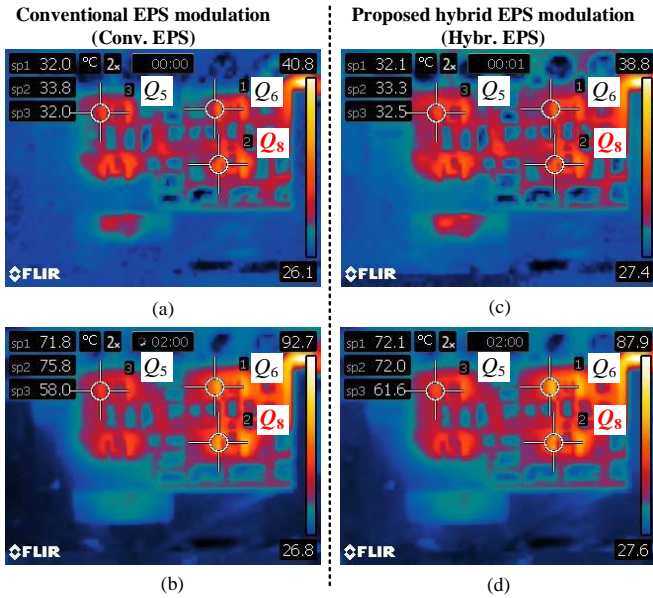 Conventional EPS modulation
(Conv. EPS)
Proposed hybrid EPS modulation
(Hybr. EPS)
sp1 32.0 °C 2x 00:00 40.8
sp2 33.8
sp3 32.0
3 Q5 1 Q6
2 Q8
FLIR 26.1
(a)
sp1 32.1 °C 2x 00:01 38.8
sp2 33.3
sp3 32.5
3 Q5 1 Q6
2 Q8
FLIR 27.4
(c)
sp1 71.8 °C 2x 02:00 92.7
sp2 75.8
sp3 58.0
3 Q5 1 Q6
2 Q8
FLIR 26.8
(b)
sp1 72.1 °C 2x 02:00 87.9
sp2 72.0
sp3 61.6
3 Q5 1 Q6
2 Q8
FLIR 27.6
(d)